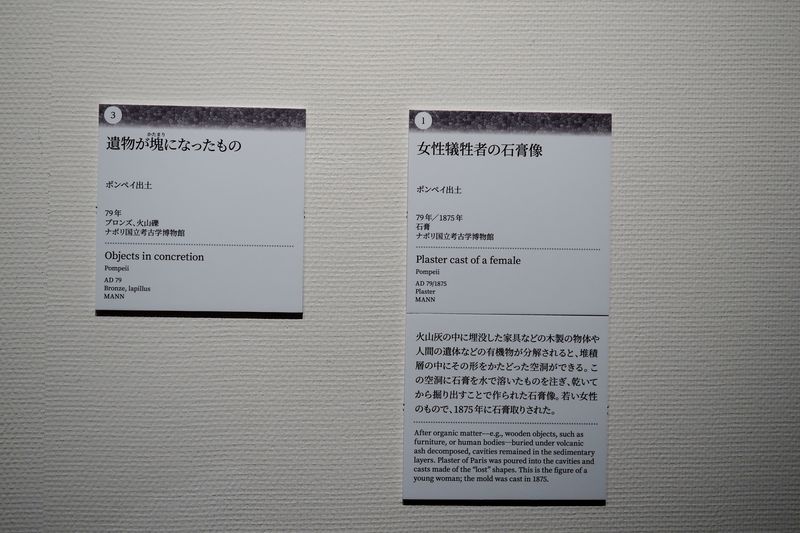 3
かたまり
遺物が塊になったもの
ポンペイ出土
79年
ブロンズ、火山礫
ナポリ国立考古学博物館
Objects in concretion
Pompeii
AD 79
Bronze, lapillus
MANN
1
女性犠牲者の石膏像
ポンペイ出土
79年／1875年
石膏
ナポリ国立考古学博物館
Plaster cast of a female
Pompeii
AD 79/1875
Plaster
MANN
火山灰の中に埋没した家具などの木製の物体や
人間の遺体などの有機物が分解されると、堆積
層の中にその形をかたどった空洞ができる。こ
の空洞に石膏を水で溶いたものを注ぎ、乾いて
から掘り出すことで作られた石膏像。若い女性
のもので、1875年に石膏取りされた。
After organic matter—e.g., wooden objects, such as
furniture, or human bodies—buried under volcanic
ash decomposed, cavities remained in the sedimentary
layers. Plaster of Paris was poured into the cavities and
casts made of the “lost” shapes. This is the figure of a
young woman; the mold was cast in 1875.